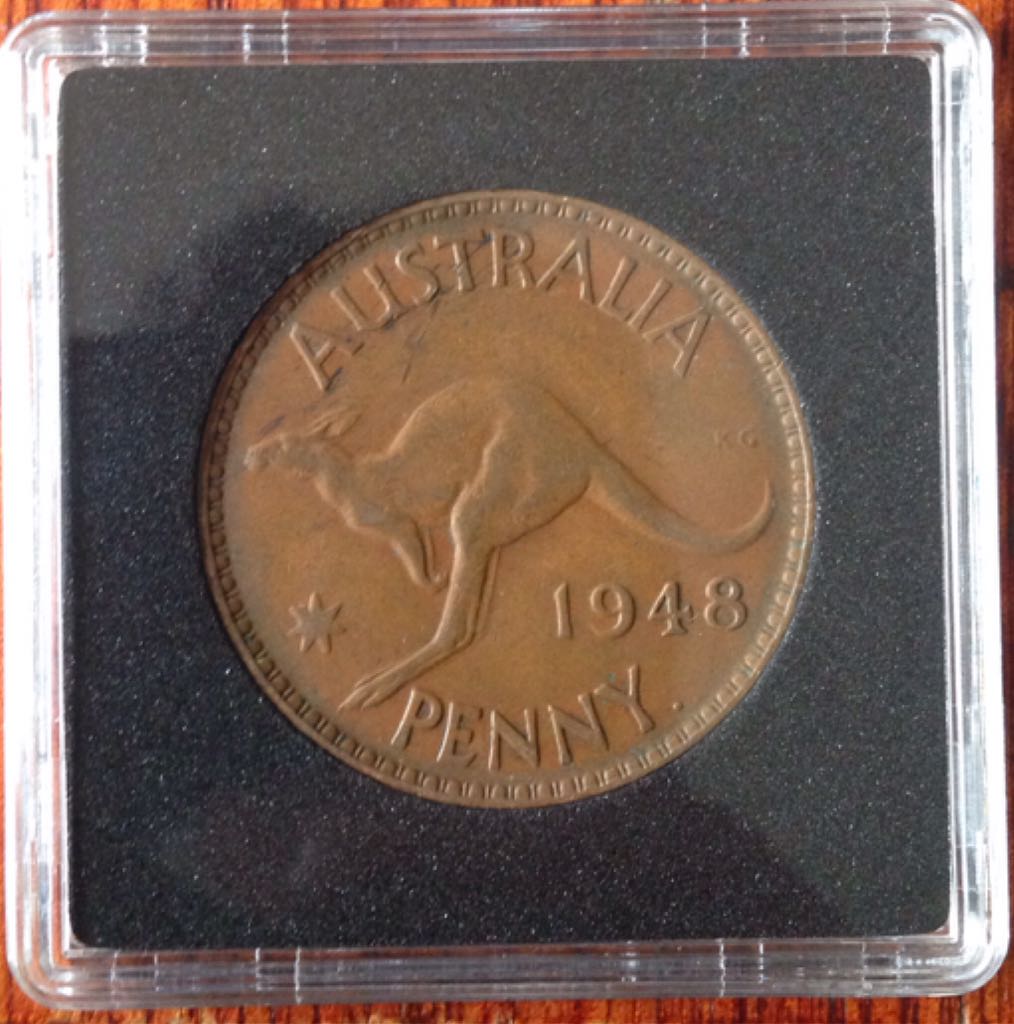 AUSTRALIA
KG
1948
PENNY.